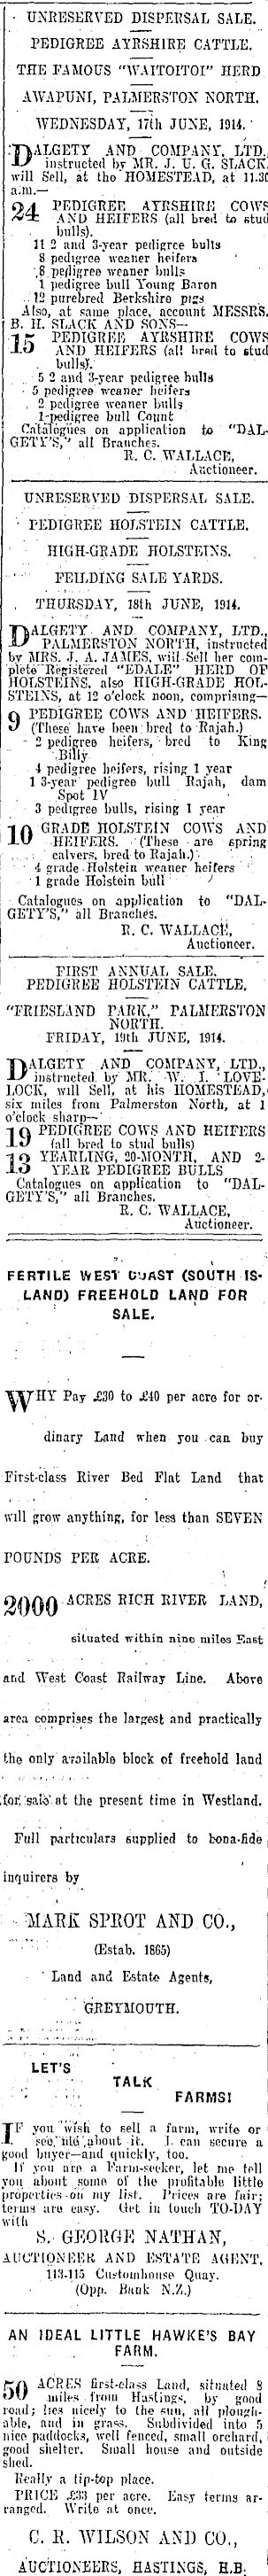 UNRESERVED DISPERSAL SALE.
PEDIGREE AYRSHIRE CATTLE.
THE FAMOUS "WAITOITOI" HERD
AWAPUNI, PALMERSTON NORTH.
WEDNESDAY, 17th JUNE, 1914.
DALGETY AND COMPANY, LTD.
instructed by MR. J. U. G. SLACK
will Sell, at the HOMESTEAD, at 11.30
a.m.—
24 PEDIGREE AYRSHIRE COWS
AND HEIFERS (all bred to stud
bulls).
11 2 and 3-year pedigree bulls
8 pedigree weaner heifers
8 pedigree weaner bulls
1 pedigree bull Young Baron
12 purebred Berkshire pigs
Also, at same place, account MESSRS.
B. H. SLACK AND SONS—
15 PEDIGREE AYRSHIRE COWS
AND HEIFERS (all bred to stud
bulls).
5 2 and 3-year pedigree bulls
5 pedigree weaner heifers
2 pedigree weaner bulls
1 pedigree bull Count
Catalogues on application to "DAL-
GETY'S," all Branches.
R. C. WALLACE,
Auctioneer.
UNRESERVED DISPERSAL SALE.
PEDIGREE HOLSTEIN CATTLE.
HIGH-GRADE HOLSTEINS.
FEILDING SALE YARDS.
THURSDAY, 18th JUNE, 1914.
DALGETY AND COMPANY, LTD.,
PALMERSTON NORTH, instructed
by MRS. J. A. JAMES, will Sell her com-
plete Registered "EDALE" HERD OF
HOLSTEINS, also HIGH-GRADE HOL-
STEINS, at 12 o'clock noon, comprising—
9 PEDIGREE COWS AND HEIFERS.
(These have been bred to Rajah.)
2 pedigree heifers, bred to King
Billy
4 pedigree heifers, rising 1 year
1 3-year pedigree bull Rajah, dam
Spot IV
3 pedigree bulls, rising 1 year
10 GRADE HOLSTEIN COWS AND
HEIFERS. (These are spring
calvers, bred to Rajah.)
4 grade Holstein weaner heifers
1 grade Holstein bull
Catalogues on application to "DAL-
GETY'S," all Branches.
R. C. WALLACE,
Auctioneer.
FIRST ANNUAL SALE.
PEDIGREE HOLSTEIN CATTLE.
"FRIESLAND PARK," PALMERSTON
NORTH.
FRIDAY, 19th JUNE, 1914.
DALGETY AND COMPANY, LTD.,
instructed by MR. W. I. LOVE-
LOCK, will Sell, at his HOMESTEAD,
six miles from Palmerston North, at 1
o'clock sharp—
19 PEDIGREE COWS AND HEIFERS
(all bred to stud bulls)
13 YEARLING, 20-MONTH, AND 2-
YEAR PEDIGREE BULLS
Catalogues on application to "DAL-
GETY'S," all Branches.
R. C. WALLACE,
Auctioneer.
FERTILE WEST COAST (SOUTH IS-
LAND) FREEHOLD LAND FOR
SALE.
WHY Pay £30 to £40 per acre for or-
dinary Land when you can buy
First-class River Bed Flat Land that
will grow anything, for less than SEVEN
POUNDS PER ACRE.
2000 ACRES RICH RIVER LAND,
situated within nine miles East
and West Coast Railway Line. Above
area comprises the largest and practically
the only available block of freehold land
for sale at the present time in Westland.
Full particulars supplied to bona-fide
inquirers by
MARK SPROT AND CO.,
(Estab. 1865)
Land and Estate Agents,
GREYMOUTH.
LET'S
TALK
FARMS!
IF you wish to sell a farm, write or
see me about it. I can secure a
good buyer—and quickly, too.
If you are a Farm-seeker, let me tell
you about some of the profitable little
properties on my list. Prices are fair;
terms are easy. Get in touch TO-DAY
with
S. GEORGE NATHAN,
AUCTIONEER AND ESTATE AGENT,
113-115 Customhouse Quay.
(Opp. Bank N.Z.)
AN IDEAL LITTLE HAWKE'S BAY
FARM.
50 ACRES first-class Land, situated 8
miles from Hastings, by good
road; lies nicely to the sun, all plough-
able, and in grass. Subdivided into 5
nice paddocks, well fenced, small orchard,
good shelter. Small house and outside
shed.
Really a tip-top place.
PRICE £33 per acre. Easy terms ar-
ranged. Write at once.
C. R. WILSON AND CO.,
AUCTIONEERS, HASTINGS, H.B.